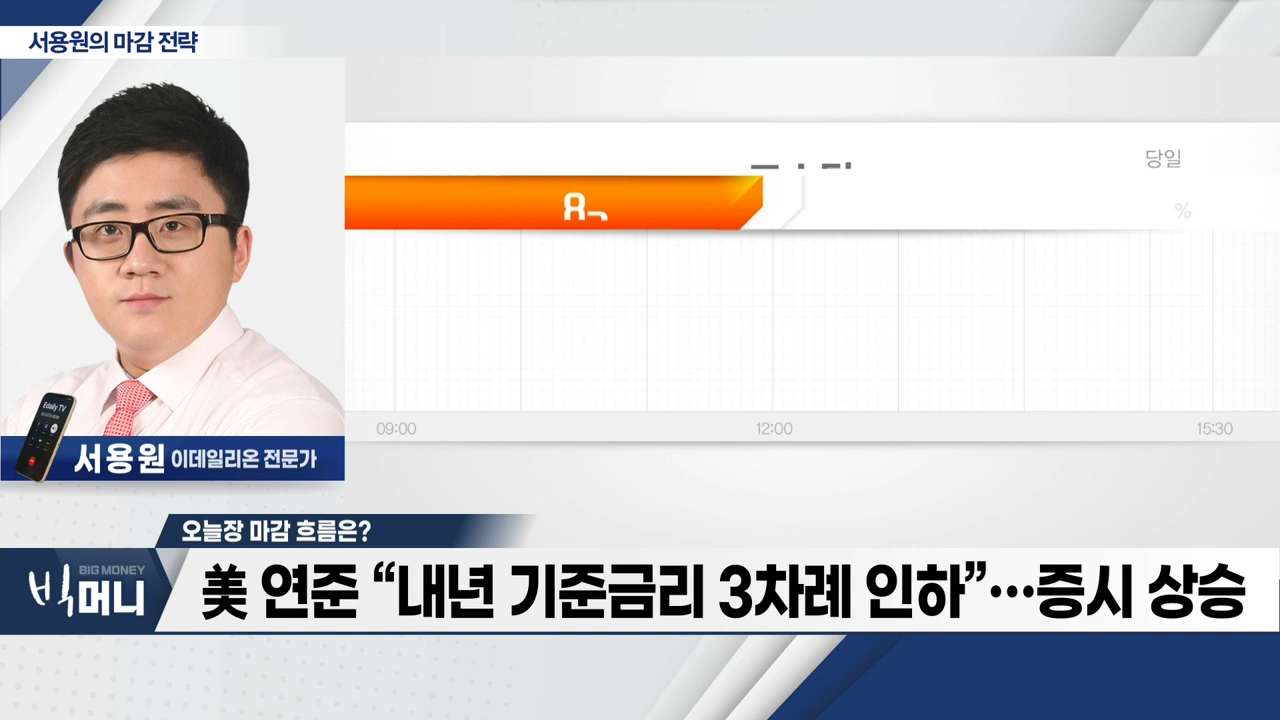 서용원의 마감 전략
당일
%
09:00
12:00
15:30
Edaily TV
서용원 이데일리온 전문가
오늘장 마감 흐름은?
BIG MONEY
빅머니
美 연준 “내년 기준금리 3차례 인하”…증시 상승